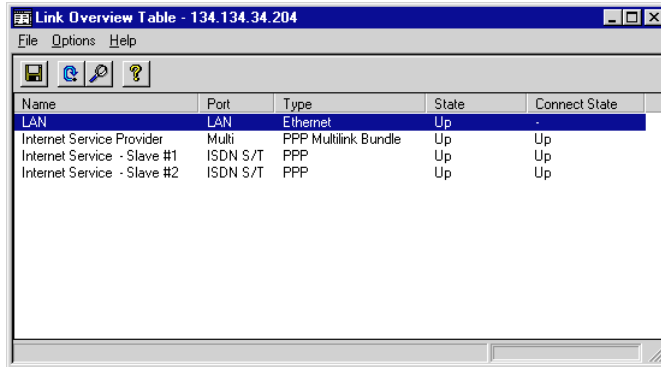 Link Overview Table - 134.134.34.204
File Options Help
Name Port Type State Connect State
LAN LAN Ethernet Up -
Internet Service Provider Multi PPP Multilink Bundle Up Up
Internet Service - Slave #1 ISDN S/T PPP Up Up
Internet Service - Slave #2 ISDN S/T PPP Up Up